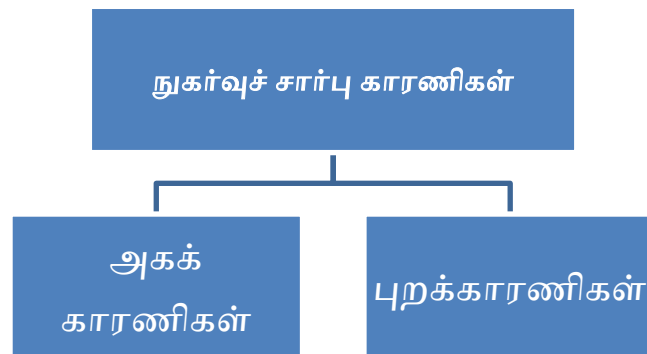 நுகர்வுச் சார்பு காரணிகள்
அகக்
காரணிகள்
புறக்காரணிகள்